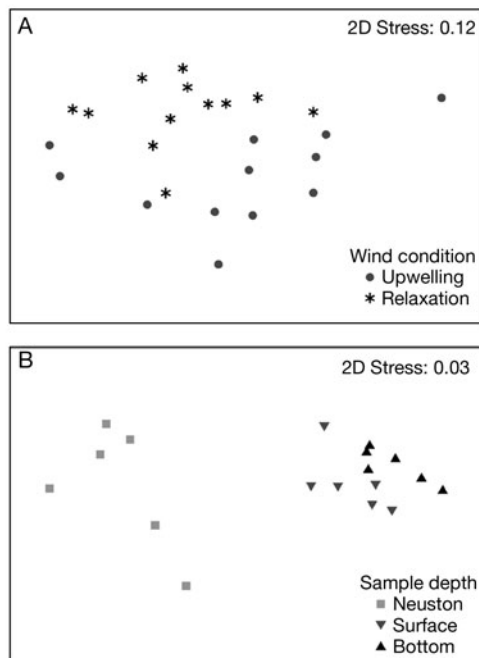 A
2D Stress: 0.12
Wind condition
Upwelling
Relaxation
B
2D Stress: 0.03
Sample depth
Neuston
Surface
Bottom